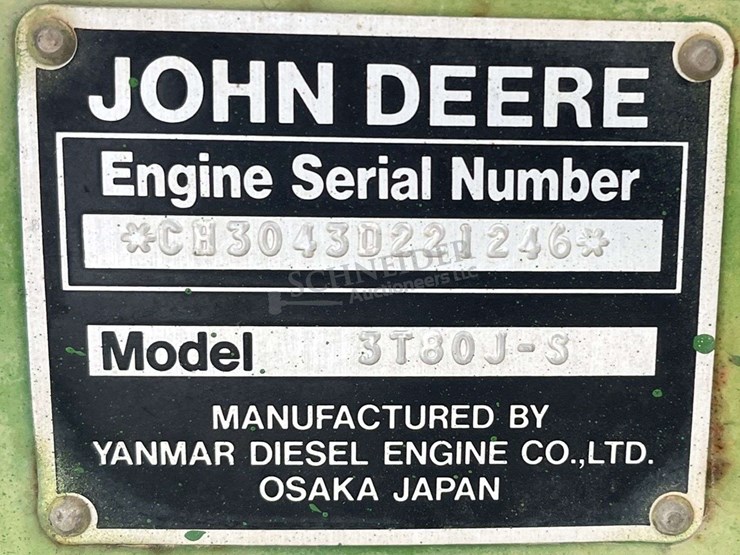 JOHN DEERE
Engine Serial Number
*CH3043D221246*
SCHNEIDER
Auctioneers LLC
Model 3T80J-S
MANUFACTURED BY
YANMAR DIESEL ENGINE CO.,LTD.
OSAKA JAPAN